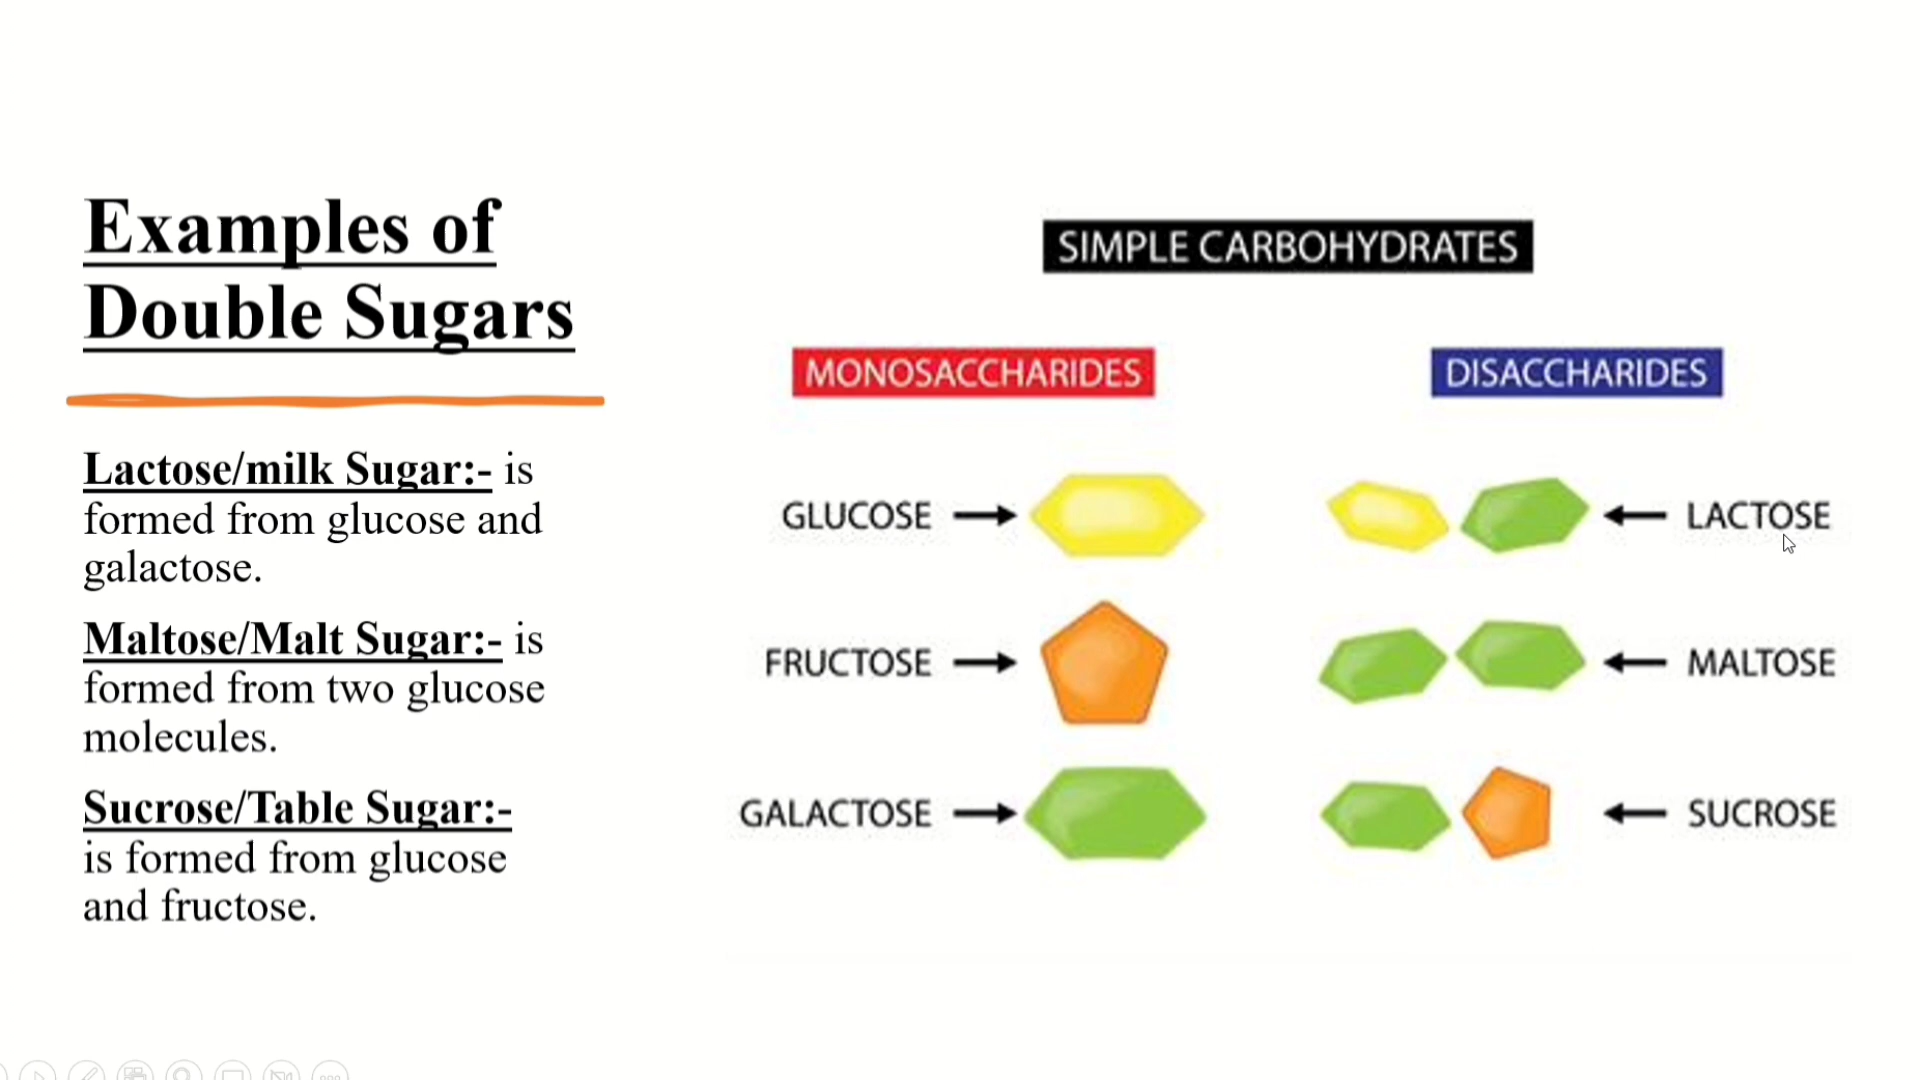 Examples of
Double Sugars
Lactose/milk Sugar:- is
formed from glucose and
galactose.
Maltose/Malt Sugar:- is
formed from two glucose
molecules.
Sucrose/Table Sugar:-
is formed from glucose
and fructose.
SIMPLE CARBOHYDRATES
MONOSACCHARIDES
DISACCHARIDES
GLUCOSE
LACTOSE
FRUCTOSE
MALTOSE
GALACTOSE
SUCROSE